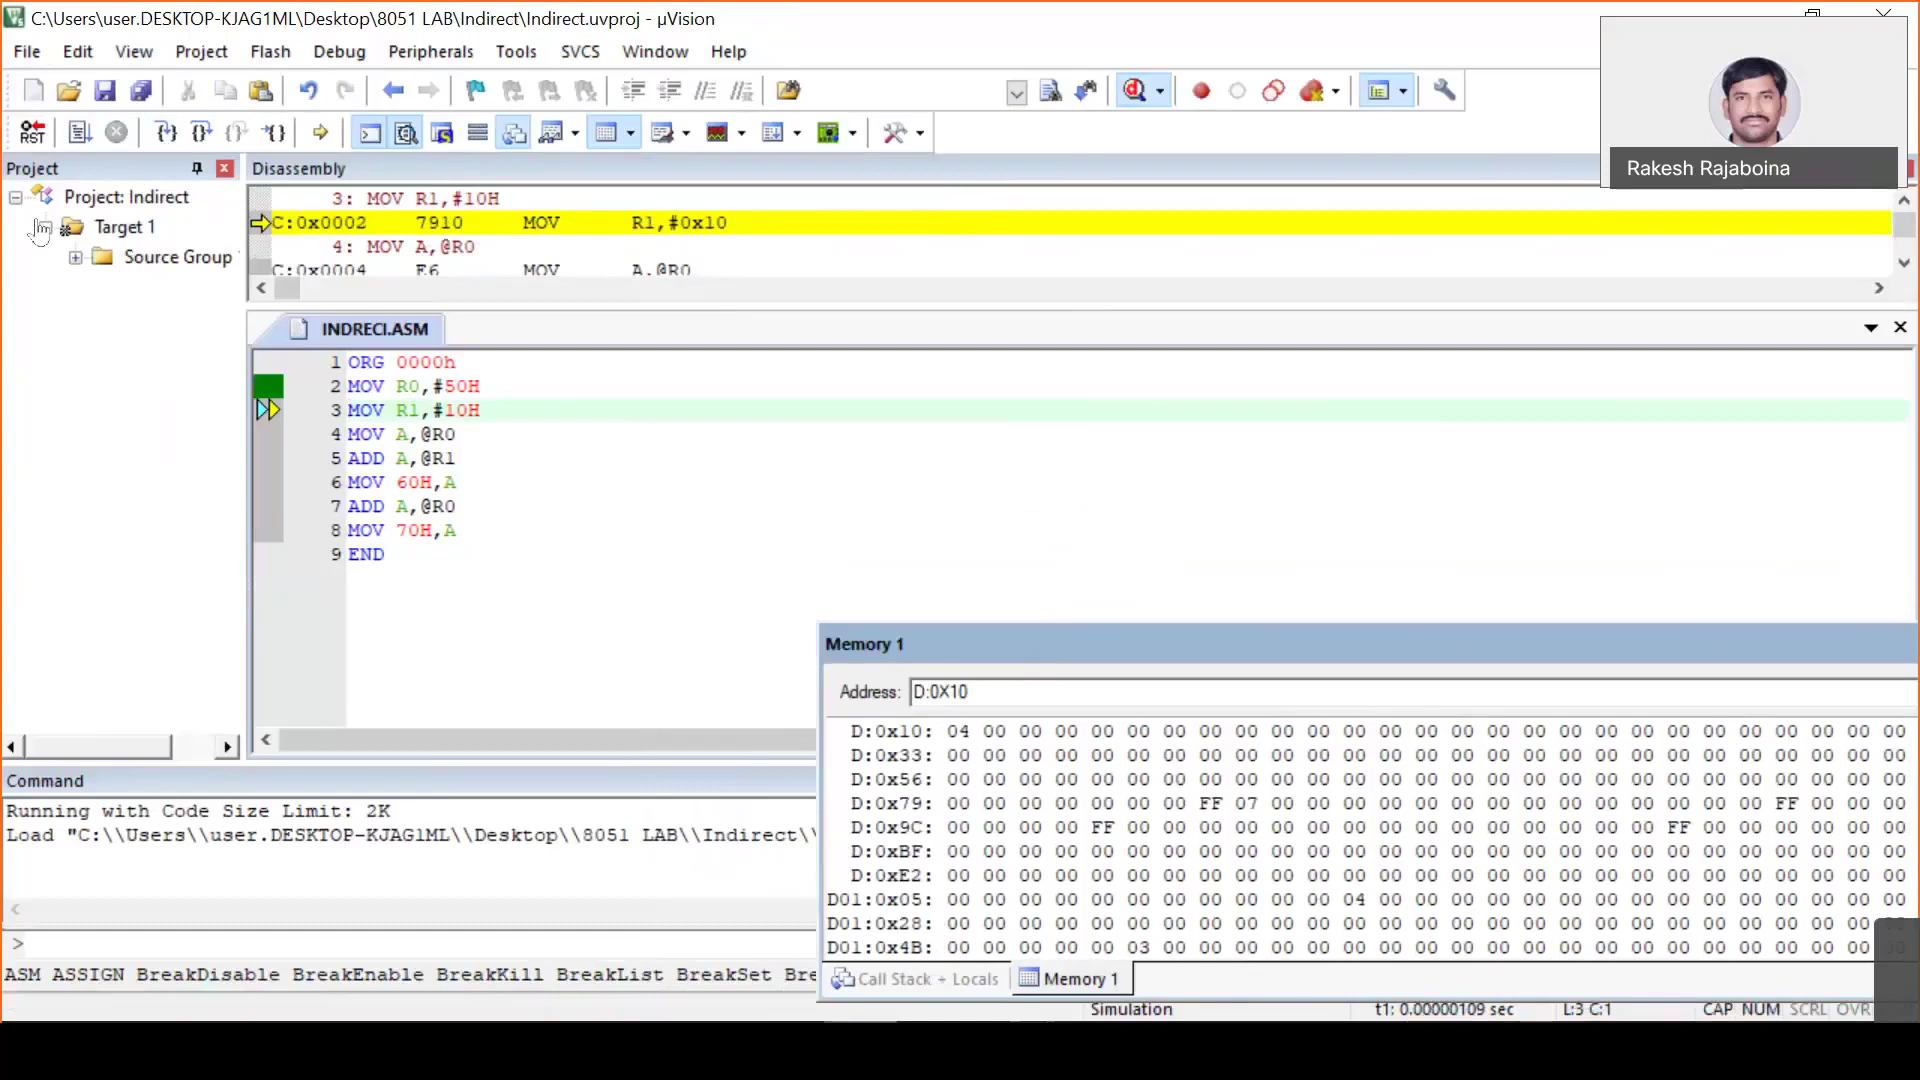 C:\Users\user.DESKTOP-KJAG1ML\Desktop\8051 LAB\Indirect\Indirect.uvproj - µVision
File Edit View Project Flash Debug Peripherals Tools SVCS Window Help
Rakesh Rajaboina
RST
Project
Disassembly
Project: Indirect
Target 1
Source Group
3: MOV R1,#10H
C:0x0002 7910 MOV R1,#0x10
4: MOV A,@R0
C:0x0004 E6 MOV A,@R0
INDRECI.ASM
1 ORG 0000h
2 MOV R0,#50H
3 MOV R1,#10H
4 MOV A,@R0
5 ADD A,@R1
6 MOV 60H,A
7 ADD A,@R0
8 MOV 70H,A
9 END
Memory 1
Address: D:0X10
D:0x10: 04 00 00 00 00 00 00 00 00 00 00 00 00 00 00 00 00 00 00 00 00 00 00 00 00 00 00
D:0x33: 00 00 00 00 00 00 00 00 00 00 00 00 00 00 00 00 00 00 00 00 00 00 00 00 00 00 00
D:0x56: 00 00 00 00 00 00 00 00 00 00 00 00 00 00 00 00 00 00 00 00 00 00 00 00 00 00 00
D:0x79: 00 00 00 00 00 00 00 FF 07 00 00 00 00 00 00 00 00 00 00 00 00 00 00 FF 00 00 00
D:0x9C: 00 00 00 00 FF 00 00 00 00 00 00 00 00 00 00 00 00 00 00 00 FF 00 00 00 00 00 00
D:0xBF: 00 00 00 00 00 00 00 00 00 00 00 00 00 00 00 00 00 00 00 00 00 00 00 00 00 00 00
D:0xE2: 00 00 00 00 00 00 00 00 00 00 00 00 00 00 00 00 00 00 00 00 00 00 00 00 00 00 00
D01:0x05: 00 00 00 00 00 00 00 00 00 00 00 04 00 00 00 00 00 00 00 00 00 00 00 00 00 00 00
D01:0x28: 00 00 00 00 00 00 00 00 00 00 00 00 00 00 00 00 00 00 00 00 00 00 00 00 00 00 00
D01:0x4B: 00 00 00 00 00 03 00 00 00 00 00 00 00 00 00 00 00 00 00 00 00 00 00 00 00 00
Call Stack + Locals Memory 1
Command
Running with Code Size Limit: 2K
Load "C:\\Users\\user.DESKTOP-KJAG1ML\\Desktop\\8051 LAB\\Indirect\\
>
ASM ASSIGN BreakDisable BreakEnable BreakKill BreakList BreakSet Bre
Simulation t1: 0.00000109 sec L:3 C:1 CAP NUM SCRL OVR